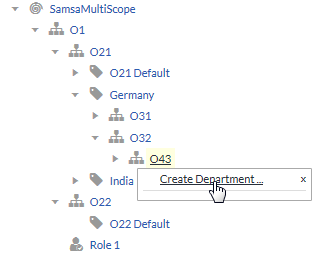 SamsaMultiScope
O1
O21
O21 Default
Germany
O31
O32
O43
Create Department ... x
India
O22
O22 Default
Role 1